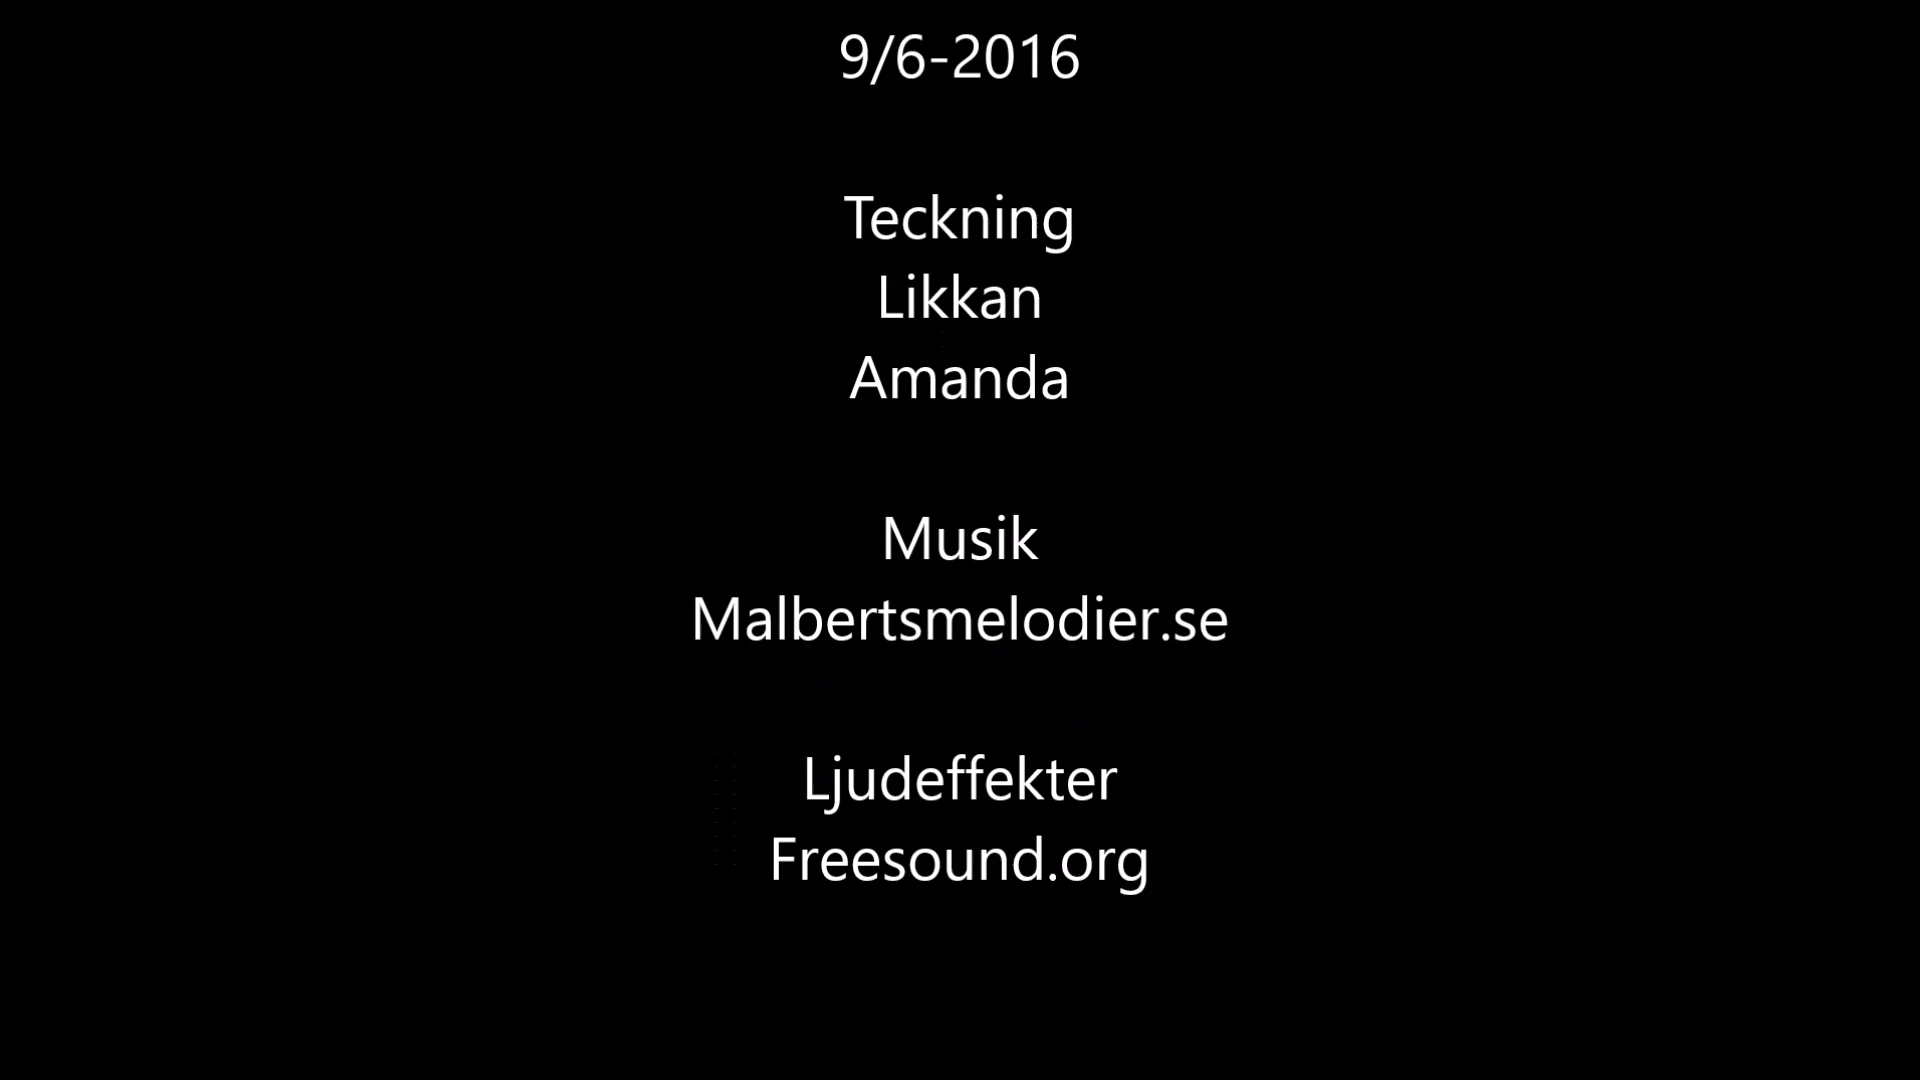 9/6-2016
Teckning
Likkan
Amanda
Musik
Malbertsmelodier.se
Ljudeffekter
Freesound.org